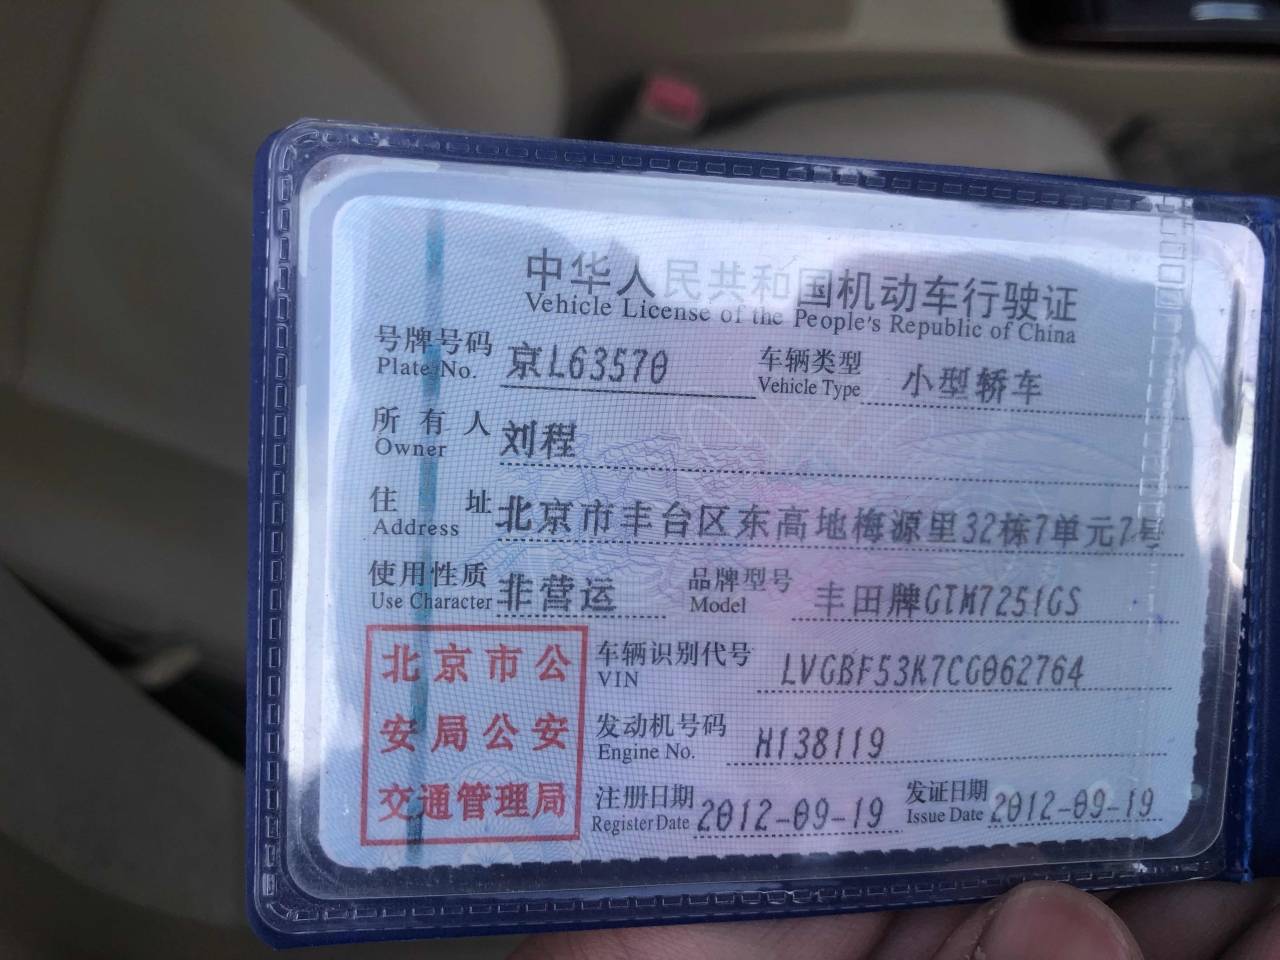 中华人民共和国机动车行驶证
Vehicle License of the People's Republic of China
号牌号码 京L63570 车辆类型 小型轿车
Plate No. Vehicle Type
所有人 刘程
Owner
住址 北京市丰台区东高地梅源里32栋7单元7号
Address
使用性质 非营运 品牌型号 丰田牌GTM7251GS
Use Character Model
北京市公
安局公安
交通管理局
车辆识别代号 LVGBF53K7CG062764
VIN
发动机号码 H138119
Engine No.
注册日期 2012-09-19 发证日期 2012-09-19
Register Date Issue Date